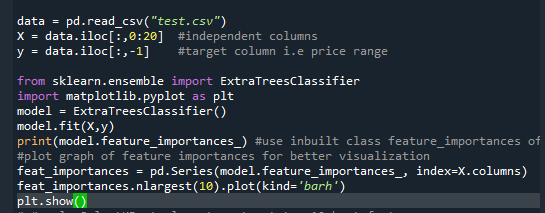 data = pd.read_csv("test.csv")
X = data.iloc[:,0:20]  #independent columns
y = data.iloc[:,-1]    #target column i.e price range
from sklearn.ensemble import ExtraTreesClassifier
import matplotlib.pyplot as plt
model = ExtraTreesClassifier()
model.fit(X,y)
print(model.feature_importances_) #use inbuilt class feature_importances of
#plot graph of feature importances for better visualization
feat_importances = pd.Series(model.feature_importances_, index=X.columns)
feat_importances.nlargest(10).plot(kind='barh')
plt.show()